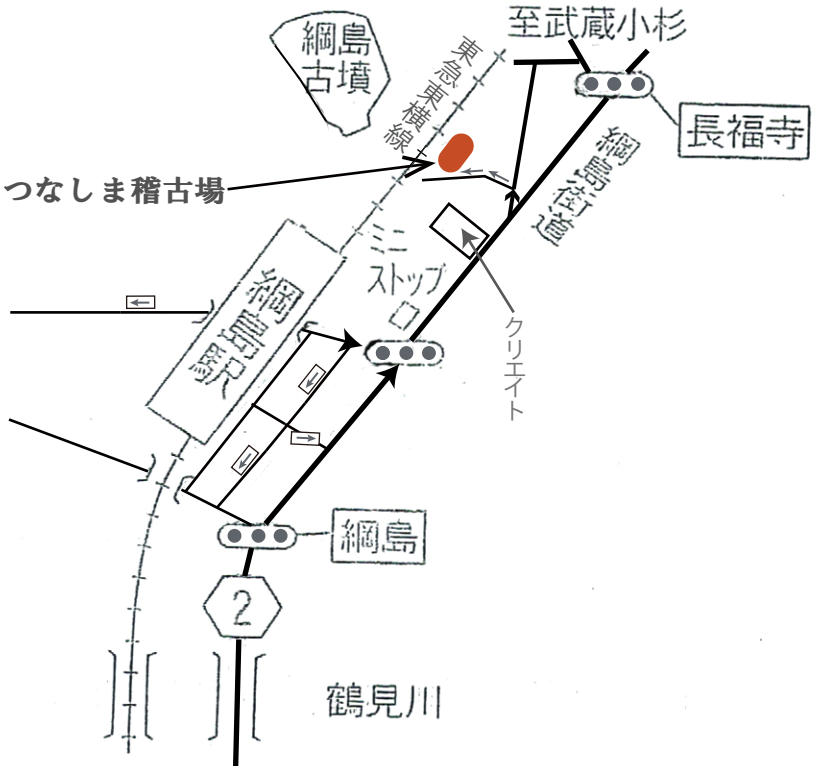 至武蔵小杉
綱島
古墳
東急東横線
長福寺
綱島街道
つなしま稽古場
ミニ
ストップ
綱島駅
クリエイト
綱島
2
鶴見川